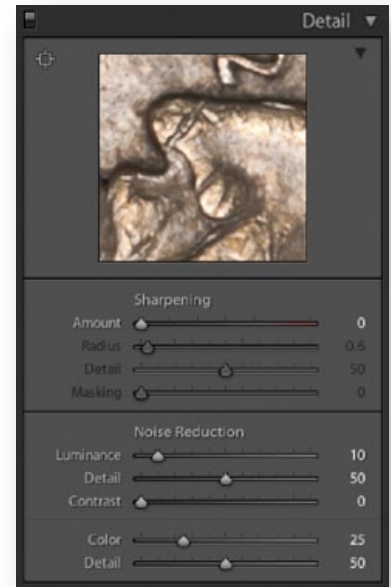 Detail
Sharpening
Amount 0
Radius 0.6
Detail 50
Masking 0
Noise Reduction
Luminance 10
Detail 50
Contrast 0
Color 25
Detail 50